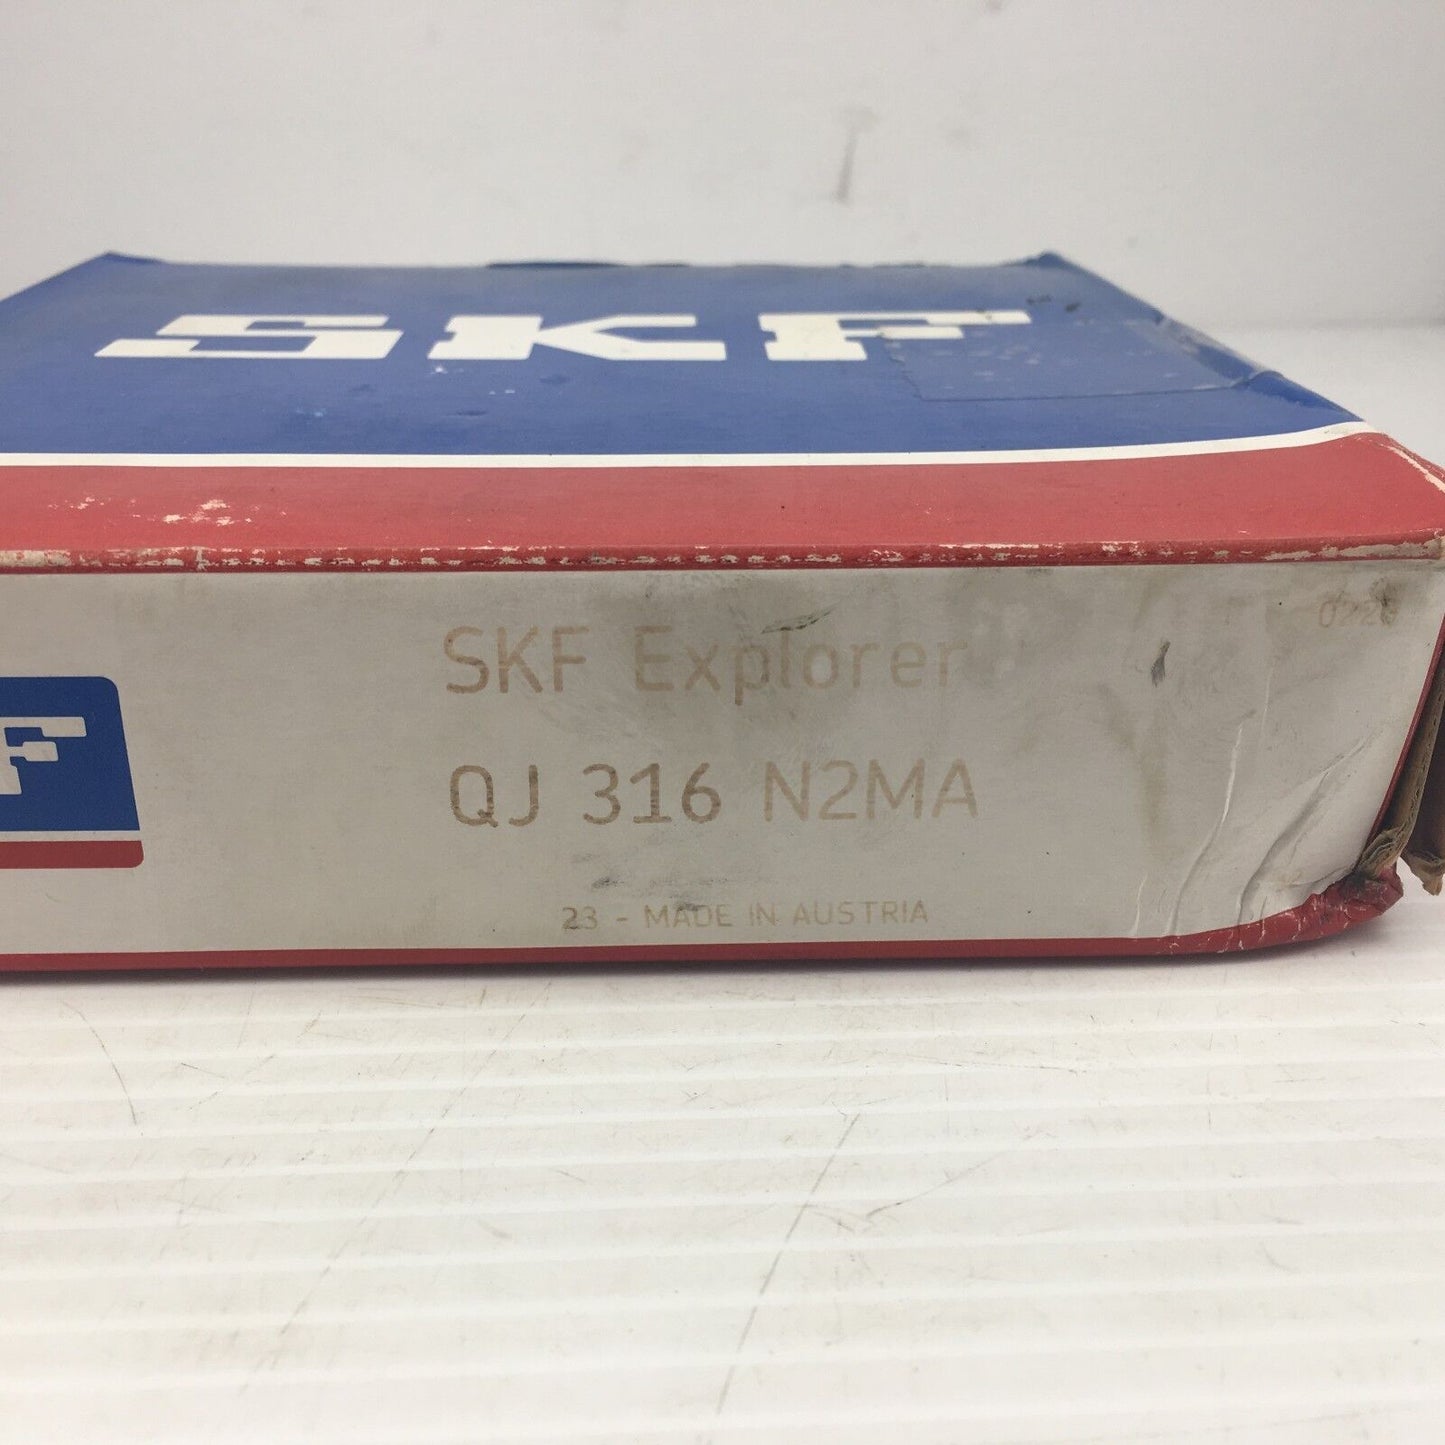 SKF
SKF Explorer
QJ 316 N2MA
23 - MADE IN AUSTRIA